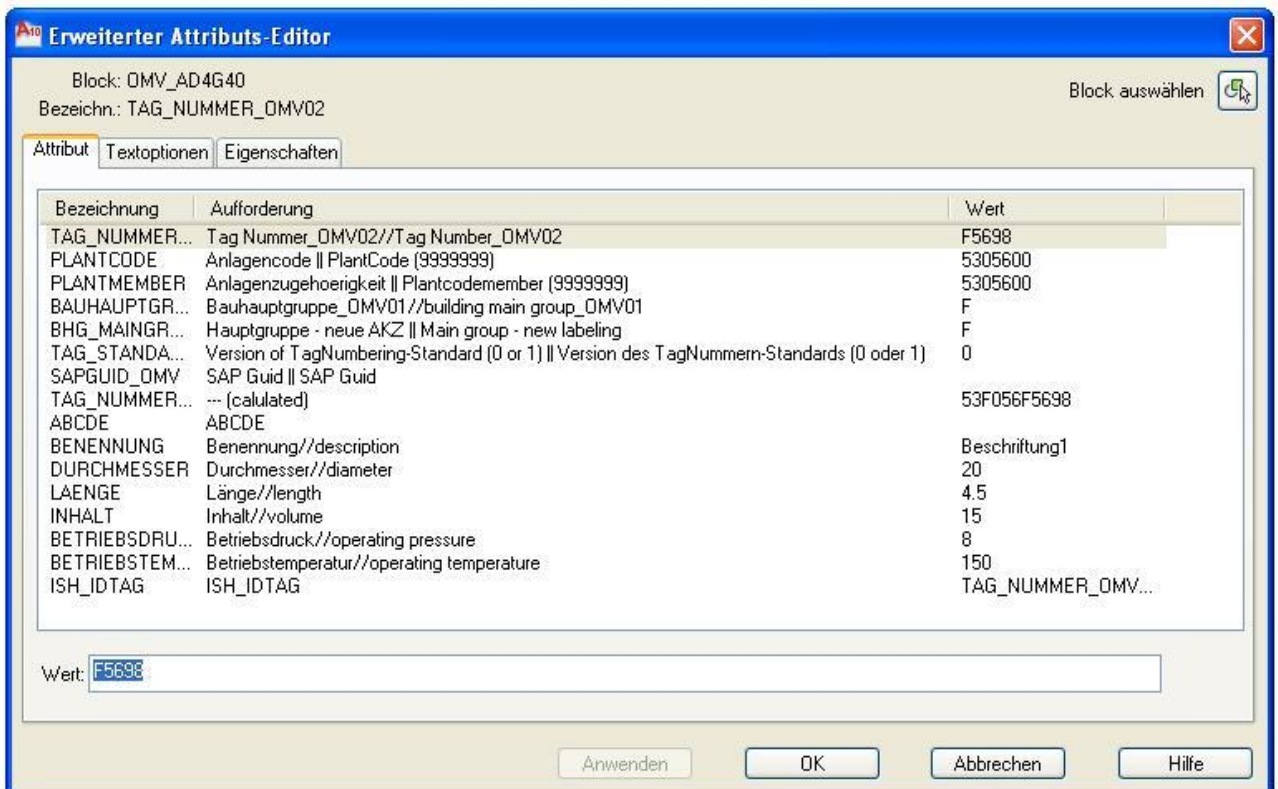 A10 Erweiterter Attributs-Editor
Block: OMV_AD4G40
Block auswählen
Bezeichn.: TAG_NUMMER_OMV02
Attribut Textoptionen Eigenschaften
Bezeichnung Aufforderung Wert
TAG_NUMMER... Tag Nummer_OMV02//Tag Number_OMV02 F5698
PLANTCODE Anlagencode || PlantCode (9999999) 5305600
PLANTMEMBER Anlagenzugehoerigkeit || Plantcodemember (9999999) 5305600
BAUHAUPTGR... Bauhauptgruppe_OMV01//building main group_OMV01 F
BHG_MAINGR... Hauptgruppe - neue AKZ || Main group - new labeling F
TAG_STANDA... Version of TagNumbering-Standard (0 or 1) || Version des TagNummern-Standards (0 oder 1) 0
SAPGUID_OMV SAP Guid || SAP Guid
TAG_NUMMER... --- (calulated) 53F056F5698
ABCDE ABCDE
BENENNUNG Benennung//description Beschriftung1
DURCHMESSER Durchmesser//diameter 20
LAENGE Länge//length 4.5
INHALT Inhalt//volume 15
BETRIEBSDRU... Betriebsdruck//operating pressure 8
BETRIEBSTEM... Betriebstemperatur//operating temperature 150
ISH_IDTAG ISH_IDTAG TAG_NUMMER_OMV...
Wert: F5698
Anwenden OK Abbrechen Hilfe